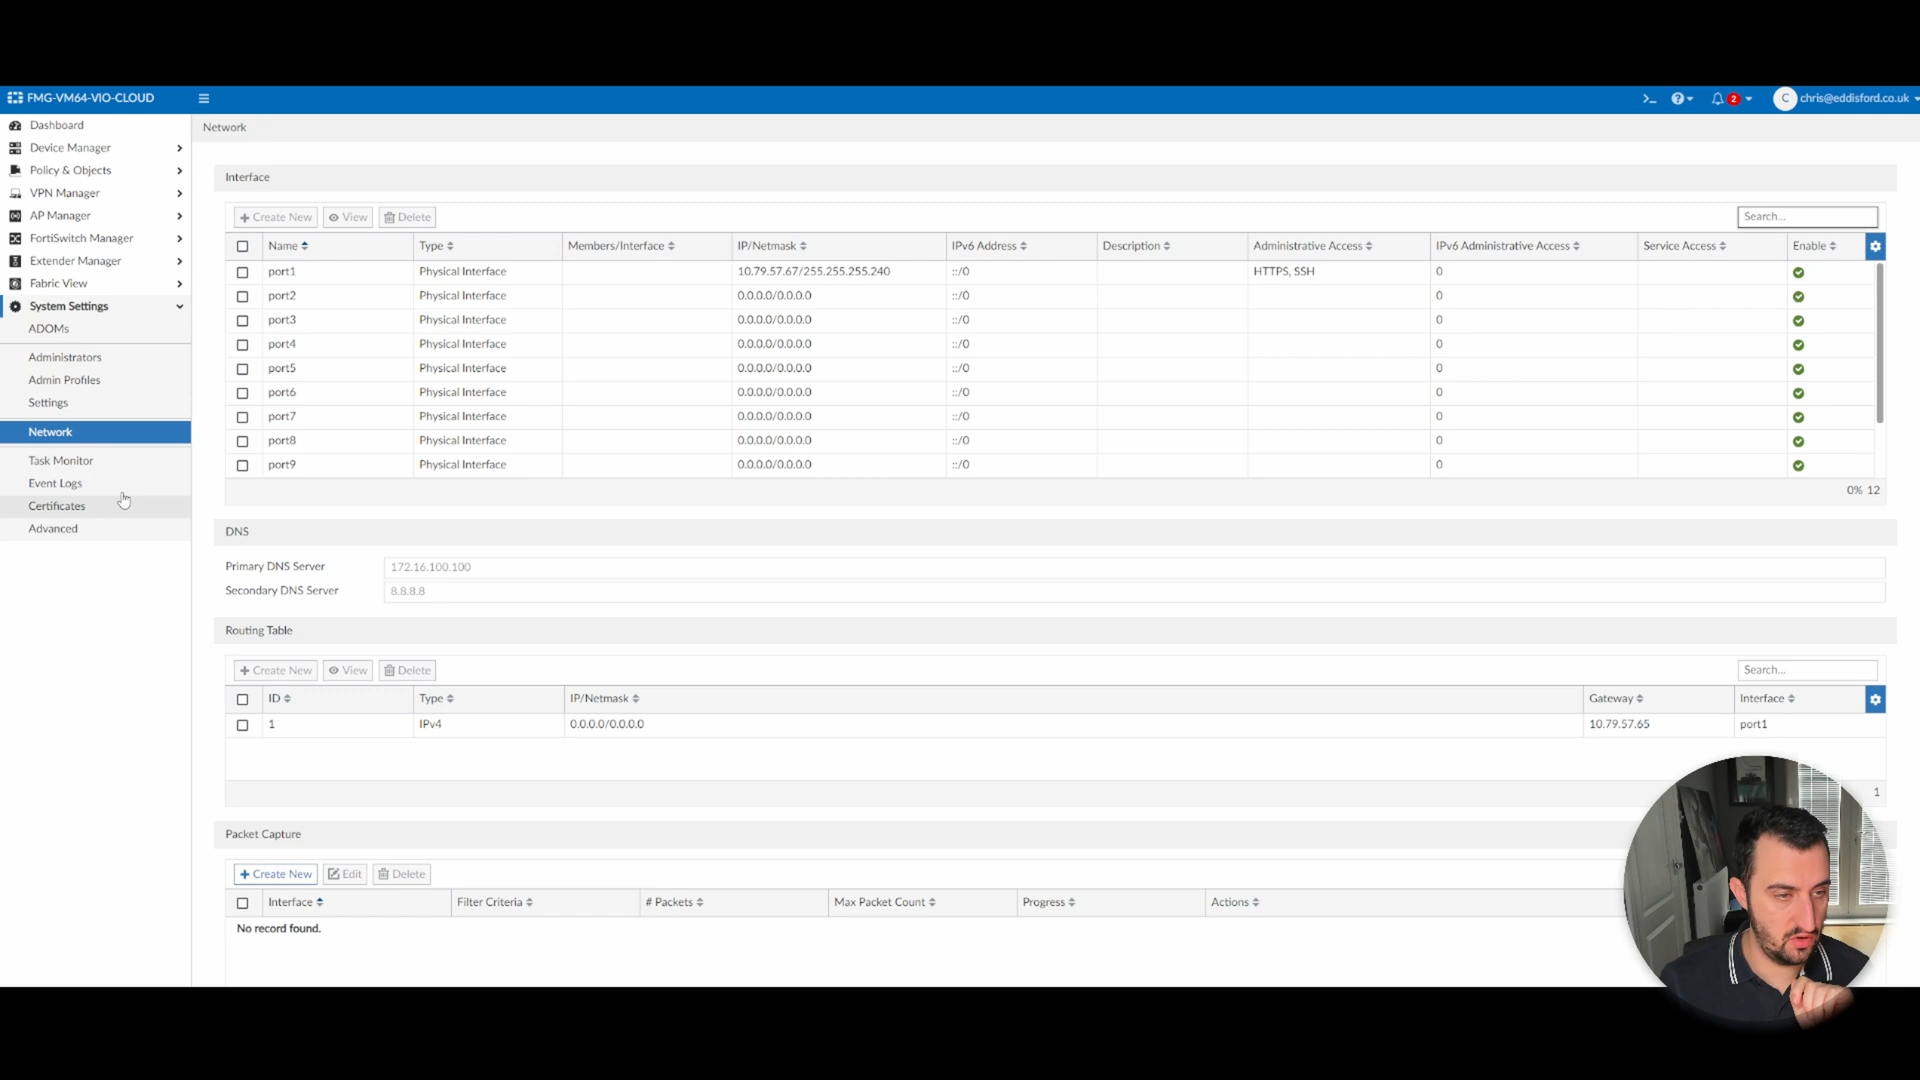 FMG-VM64-VIO-CLOUD
2
C chris@eddisford.co.uk
Dashboard
Device Manager
Policy & Objects
VPN Manager
AP Manager
FortiSwitch Manager
Extender Manager
Fabric View
System Settings
ADOMs
Administrators
Admin Profiles
Settings
Network
Task Monitor
Event Logs
Certificates
Advanced
Network
Interface
+ Create New View Delete Search...
Name Type Members/Interface IP/Netmask IPv6 Address Description Administrative Access IPv6 Administrative Access Service Access Enable
port1 Physical Interface 10.79.57.67/255.255.255.240 ::/0 HTTPS, SSH 0
port2 Physical Interface 0.0.0.0/0.0.0.0 ::/0 0
port3 Physical Interface 0.0.0.0/0.0.0.0 ::/0 0
port4 Physical Interface 0.0.0.0/0.0.0.0 ::/0 0
port5 Physical Interface 0.0.0.0/0.0.0.0 ::/0 0
port6 Physical Interface 0.0.0.0/0.0.0.0 ::/0 0
port7 Physical Interface 0.0.0.0/0.0.0.0 ::/0 0
port8 Physical Interface 0.0.0.0/0.0.0.0 ::/0 0
port9 Physical Interface 0.0.0.0/0.0.0.0 ::/0 0
0% 12
DNS
Primary DNS Server 172.16.100.100
Secondary DNS Server 8.8.8.8
Routing Table
+ Create New View Delete Search...
ID Type IP/Netmask Gateway Interface
1 IPv4 0.0.0.0/0.0.0.0 10.79.57.65 port1
1
Packet Capture
+ Create New Edit Delete
Interface Filter Criteria # Packets Max Packet Count Progress Actions
No record found.